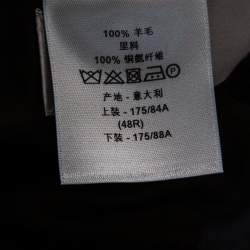 100% 羊毛
里料
100% 铜氨纤维
P
产地 - 意大利
上装 - 175/84A
(48R)
下装 - 175/88A